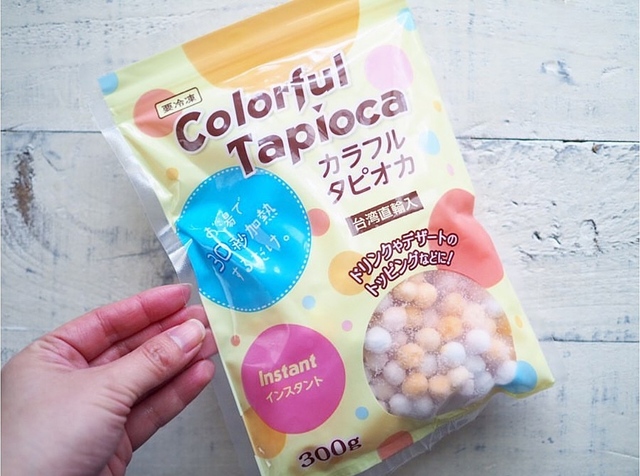 要冷凍
Colorful
Tapioca
カラフル
タピオカ
台湾直輸入
お湯で
30秒加熱
するだけ。
ドリンクやデザートの
トッピングなどに!
Instant
インスタント
300g